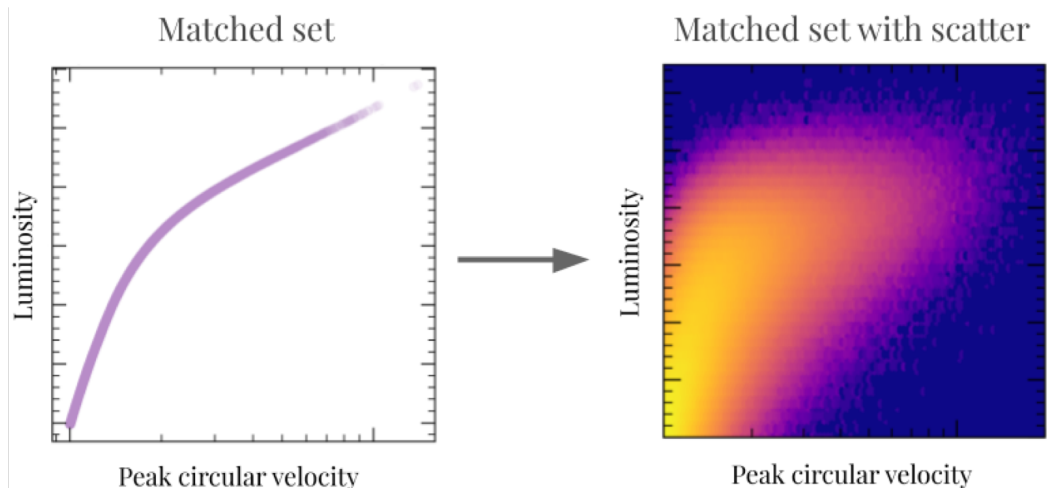 Matched set
Luminosity
Peak circular velocity
Matched set with scatter
Luminosity
Peak circular velocity